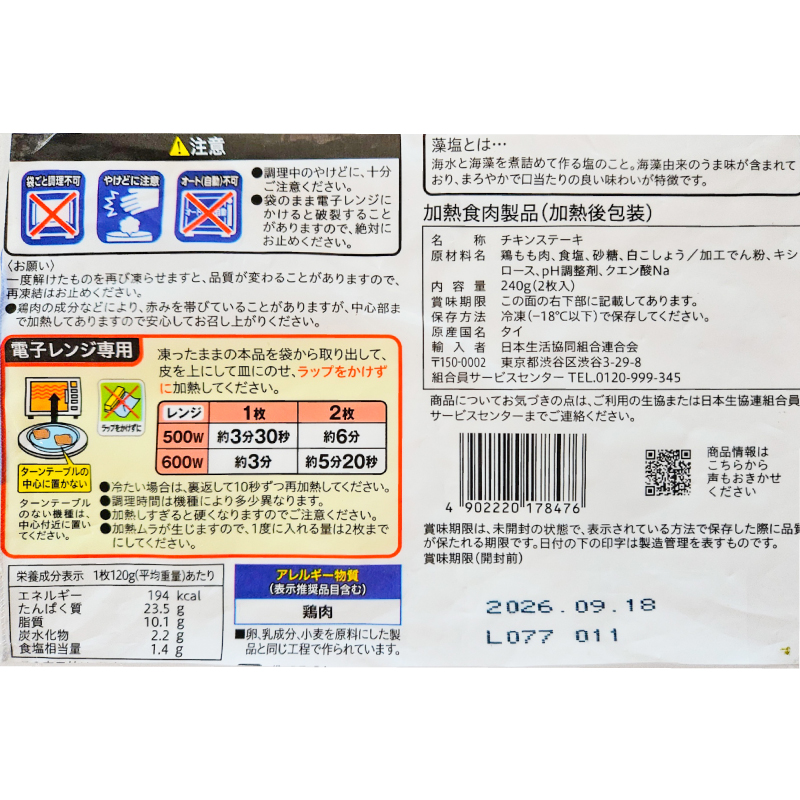 注意
袋ごと調理不可
やけどに注意
オート(自動)不可
●調理中のやけどに、十分
ご注意ください。
●袋のまま電子レンジに
かけると破裂すること
がありますので、絶対に
お止めください。
〈お願い〉
一度解けたものを再び凍らせますと、品質が変わることがありますので、
再凍結はお止めください。
●鶏肉の成分などにより、赤みを帯びていることがありますが、中心部ま
で加熱してありますので安心してお召し上がりください。
電子レンジ専用
凍ったままの本品を袋から取り出して、
皮を上にして皿にのせ、ラップをかけず
に加熱してください。
ラップをかけずに
レンジ 1枚 2枚
500W 約3分30秒 約6分
600W 約3分 約5分20秒
ターンテーブルの
中心に置かない
ターンテーブル
のない機種は、
中心付近に置い
てください。
●冷たい場合は、裏返して10秒ずつ再加熱してください。
●調理時間は機種により多少異なります。
●加熱しすぎると硬くなりますのでご注意ください。
●加熱ムラが生じますので、1度に入れる量は2枚まで
にしてください。
栄養成分表示 1枚120g(平均重量)あたり
エネルギー 194 kcal
たんぱく質 23.5 g
脂質 10.1 g
炭水化物 2.2 g
食塩相当量 1.4 g
アレルギー物質
(表示推奨品目含む)
鶏肉
■卵、乳成分、小麦を原料にした製
品と同じ工程で作られています。
藻塩とは…
海水と海藻を煮詰めて作る塩のこと。海藻由来のうま味が含まれて
おり、まろやかで口当たりの良い味わいが特徴です。
加熱食肉製品(加熱後包装)
名称 チキンステーキ
原材料名 鶏もも肉、食塩、砂糖、白こしょう/加工でん粉、キシ
ロース、pH調整剤、クエン酸Na
内容量 240g(2枚入)
賞味期限 この面の右下部に記載してあります。
保存方法 冷凍(−18℃以下)で保存してください。
原産国名 タイ
輸入者 日本生活協同組合連合会
〒150-0002 東京都渋谷区渋谷3-29-8
組合員サービスセンター TEL.0120-999-345
商品についてお気づきの点は、ご利用の生協または日本生協連組合員
サービスセンターまでご連絡ください。
4 902220 178476
商品情報は
こちらから
声もおきかせ
ください
賞味期限は、未開封の状態で、表示されている方法で保存した際に品質
が保たれる期限です。日付の下の印字は製造管理を表すものです。
賞味期限(開封前)
2026.09.18
L077 011